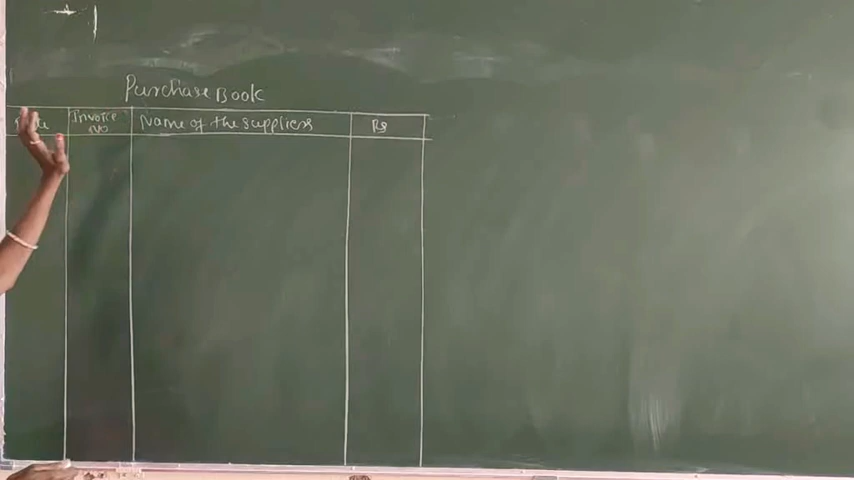 Purchase Book
Invoice No
Name of the suppliers
Rs